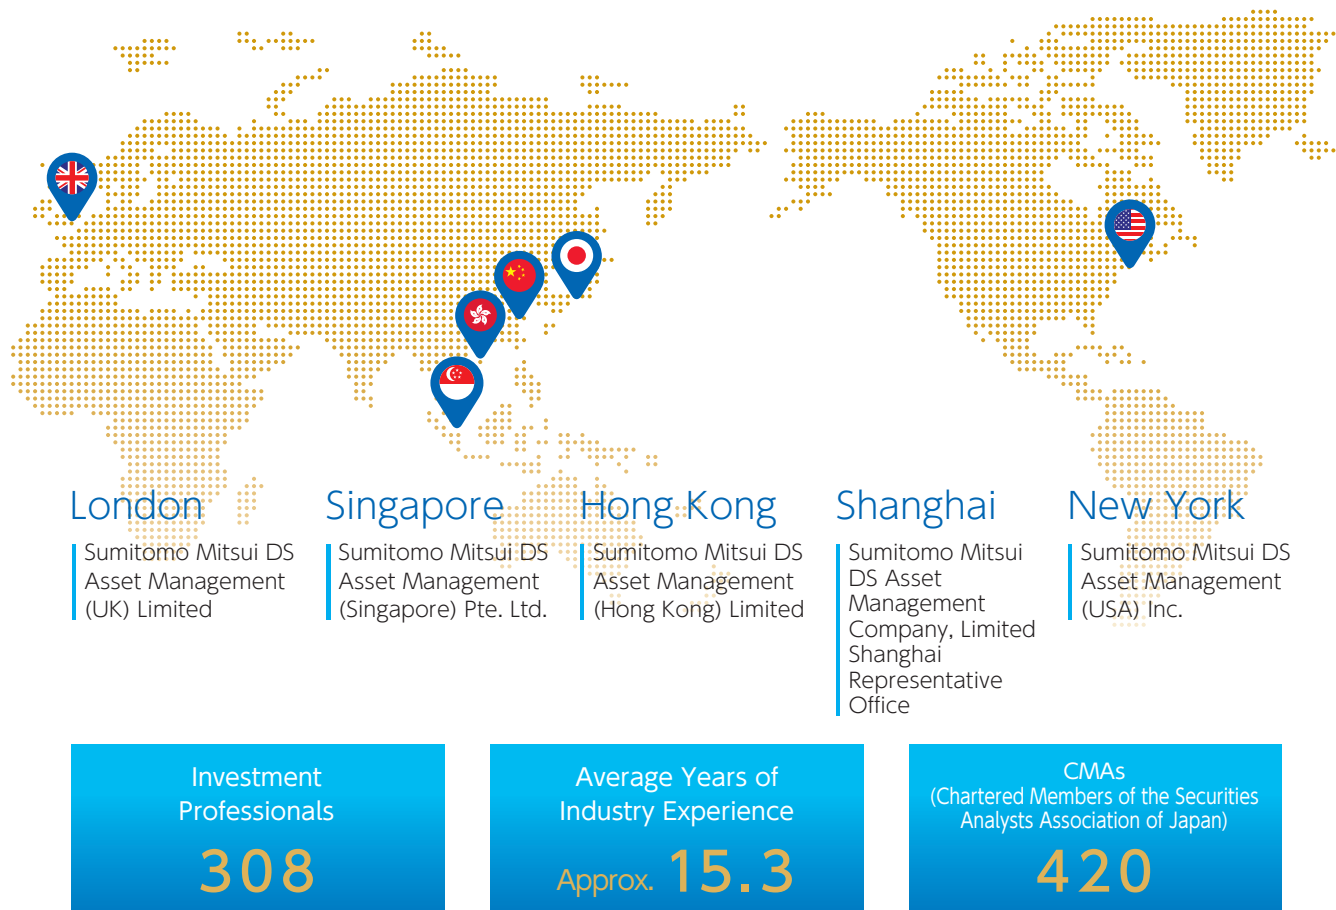 London
Sumitomo Mitsui DS
Asset Management
(UK) Limited
Singapore
Sumitomo Mitsui DS
Asset Management
(Singapore) Pte. Ltd.
Hong Kong
Sumitomo Mitsui DS
Asset Management
(Hong Kong) Limited
Shanghai
Sumitomo Mitsui
DS Asset
Management
Company, Limited
Shanghai
Representative
Office
New York
Sumitomo Mitsui DS
Asset Management
(USA) Inc.
Investment
Professionals
308
Average Years of
Industry Experience
Approx. 15.3
CMAs
(Chartered Members of the Securities
Analysts Association of Japan)
420